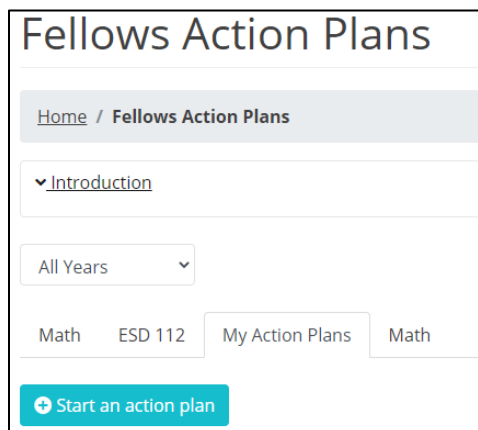 Fellows Action Plans
Home / Fellows Action Plans
Introduction
All Years
Math ESD 112 My Action Plans Math
Start an action plan